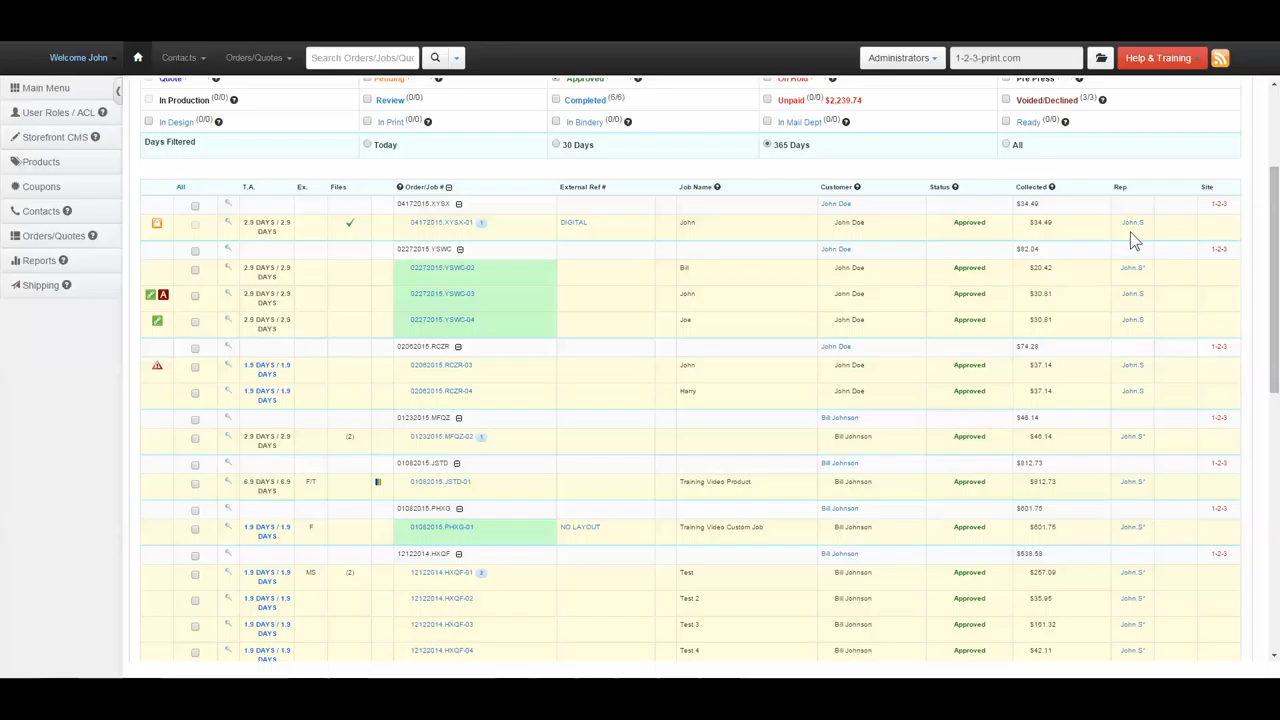 Welcome John Contacts Orders/Quotes Search Orders/Jobs/Quo Administrators 1-2-3-print.com Help & Training
Main Menu
User Roles / ACL
Storefront CMS
Products
Coupons
Contacts
Orders/Quotes
Reports
Shipping
Quote Pending Approved On Hold Pre Press
In Production (0/0) Review (0/0) Completed (6/6) Unpaid (0/0) $2,239.74 Voided/Declined (3/3)
In Design (0/0) In Print (0/0) In Bindery (0/0) In Mail Dept (0/0) Ready (0/0)
Days Filtered Today 30 Days 365 Days All
All T.A. Ex. Files Order/Job # External Ref # Job Name Customer Status Collected Rep Site
04172015.XYSX John Doe $34.49 1-2-3
2.9 DAYS / 2.9 DAYS 04172015.XYSX-01 1 DIGITAL John John Doe Approved $34.49 John.S
02272015.YSWC John Doe $82.04 1-2-3
2.9 DAYS / 2.9 DAYS 02272015.YSWC-02 Bill John Doe Approved $20.42 John.S*
A 2.9 DAYS / 2.9 DAYS 02272015.YSWC-03 John John Doe Approved $30.81 John.S
2.9 DAYS / 2.9 DAYS 02272015.YSWC-04 Joe John Doe Approved $30.81 John.S
02062015.RCZR John Doe $74.28 1-2-3
1.9 DAYS / 1.9 DAYS 02062015.RCZR-03 John John Doe Approved $37.14 John.S
1.9 DAYS / 1.9 DAYS 02062015.RCZR-04 Harry John Doe Approved $37.14 John.S
01232015.MFQZ Bill Johnson $46.14 1-2-3
2.9 DAYS / 2.9 DAYS (2) 01232015.MFQZ-02 1 Bill Johnson Approved $46.14 John.S*
01082015.JSTD Bill Johnson $812.73 1-2-3
6.9 DAYS / 6.9 DAYS F/T 01082015.JSTD-01 Training Video Product Bill Johnson Approved $812.73 John.S*
01082015.PHXG Bill Johnson $601.75 1-2-3
1.9 DAYS / 1.9 DAYS F 01082015.PHXG-01 NO LAYOUT Training Video Custom Job Bill Johnson Approved $601.75 John.S*
12122014.HXQF Bill Johnson $538.58 1-2-3
1.9 DAYS / 1.9 DAYS MS (2) 12122014.HXQF-01 Test Bill Johnson Approved $257.09 John.S*
1.9 DAYS / 1.9 DAYS 12122014.HXQF-02 Test 2 Bill Johnson Approved $35.95 John.S*
1.9 DAYS / 1.9 DAYS 12122014.HXQF-03 Test 3 Bill Johnson Approved $161.32 John.S*
1.9 DAYS / 1.9 DAYS 12122014.HXQF-04 Test 4 Bill Johnson Approved $42.11 John.S*